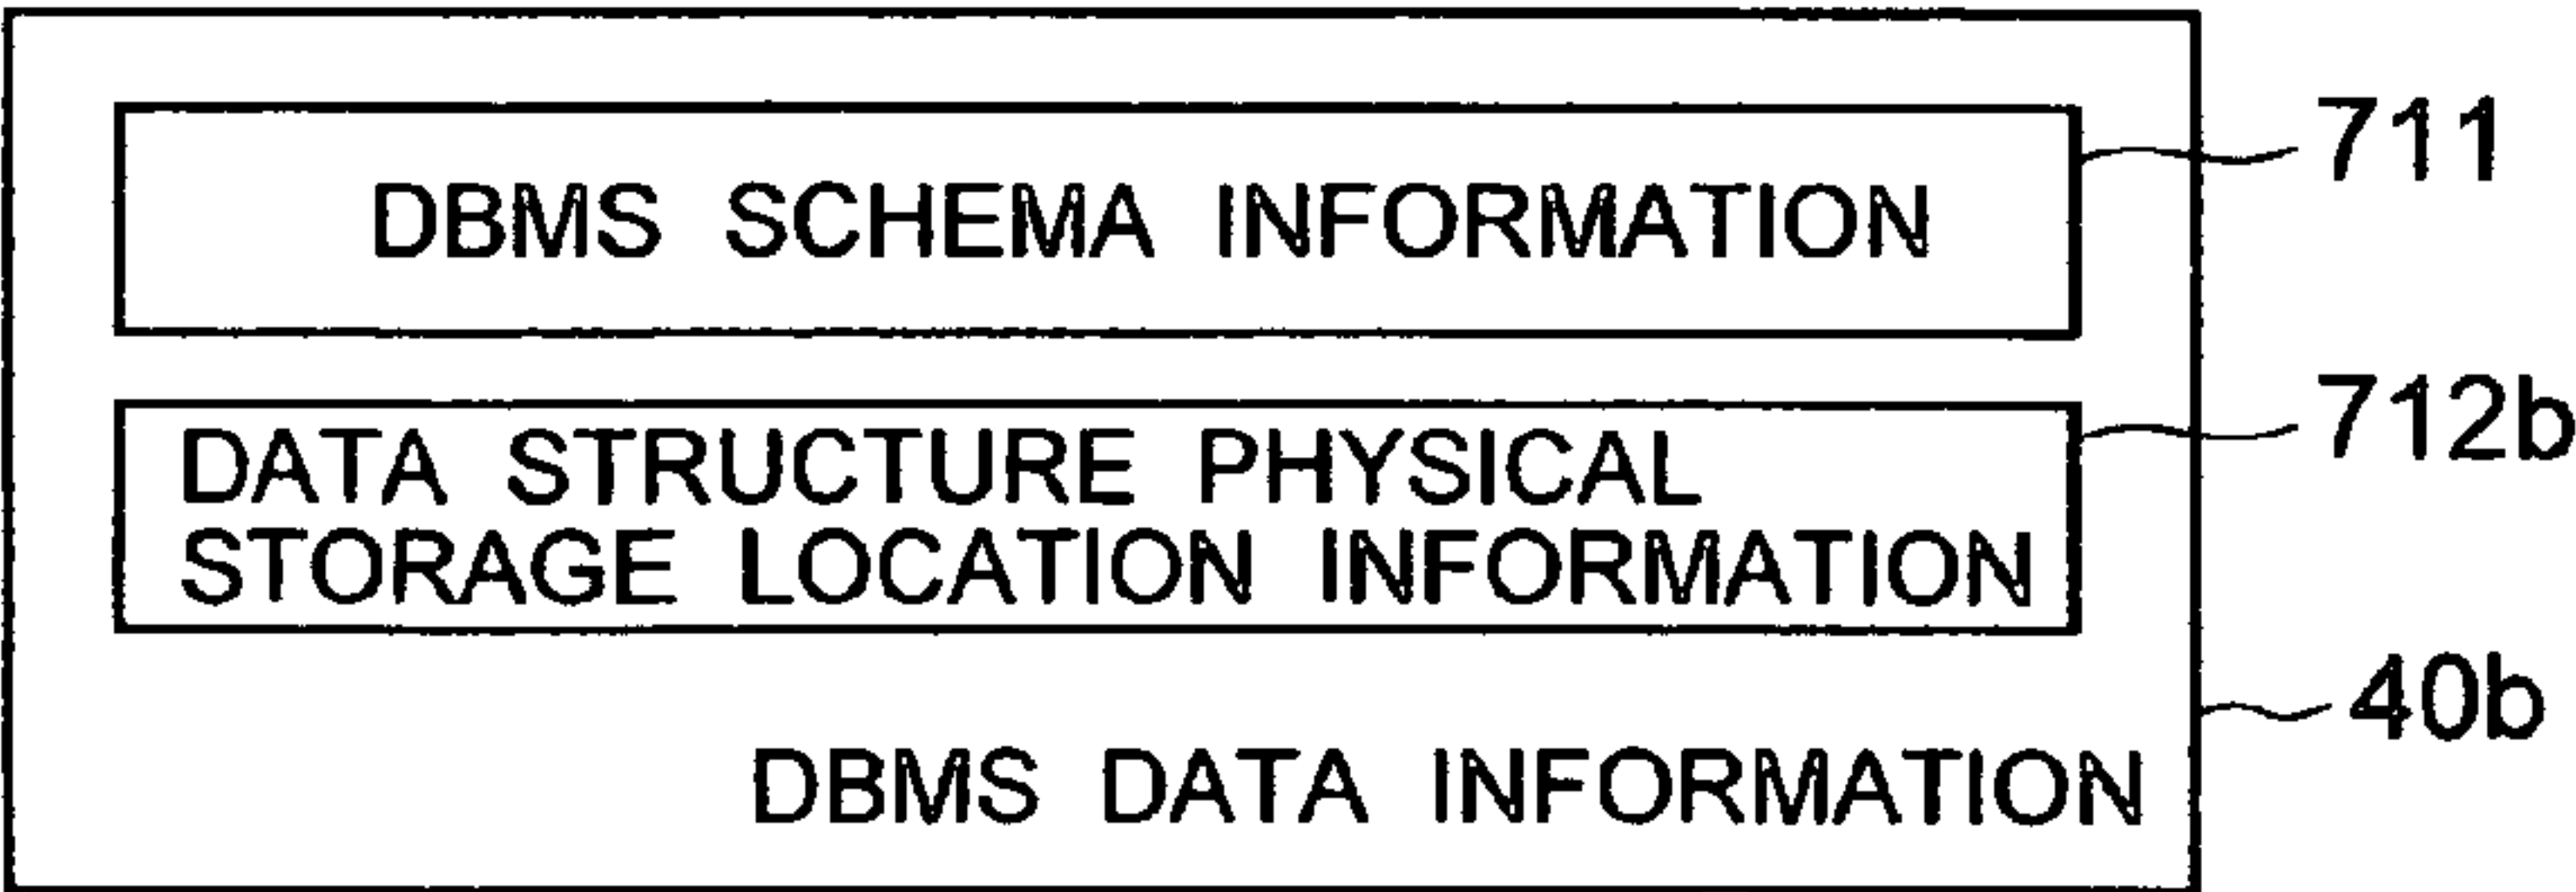 DBMS SCHEMA INFORMATION
711
DATA STRUCTURE PHYSICAL
STORAGE LOCATION INFORMATION
712b
DBMS DATA INFORMATION
40b